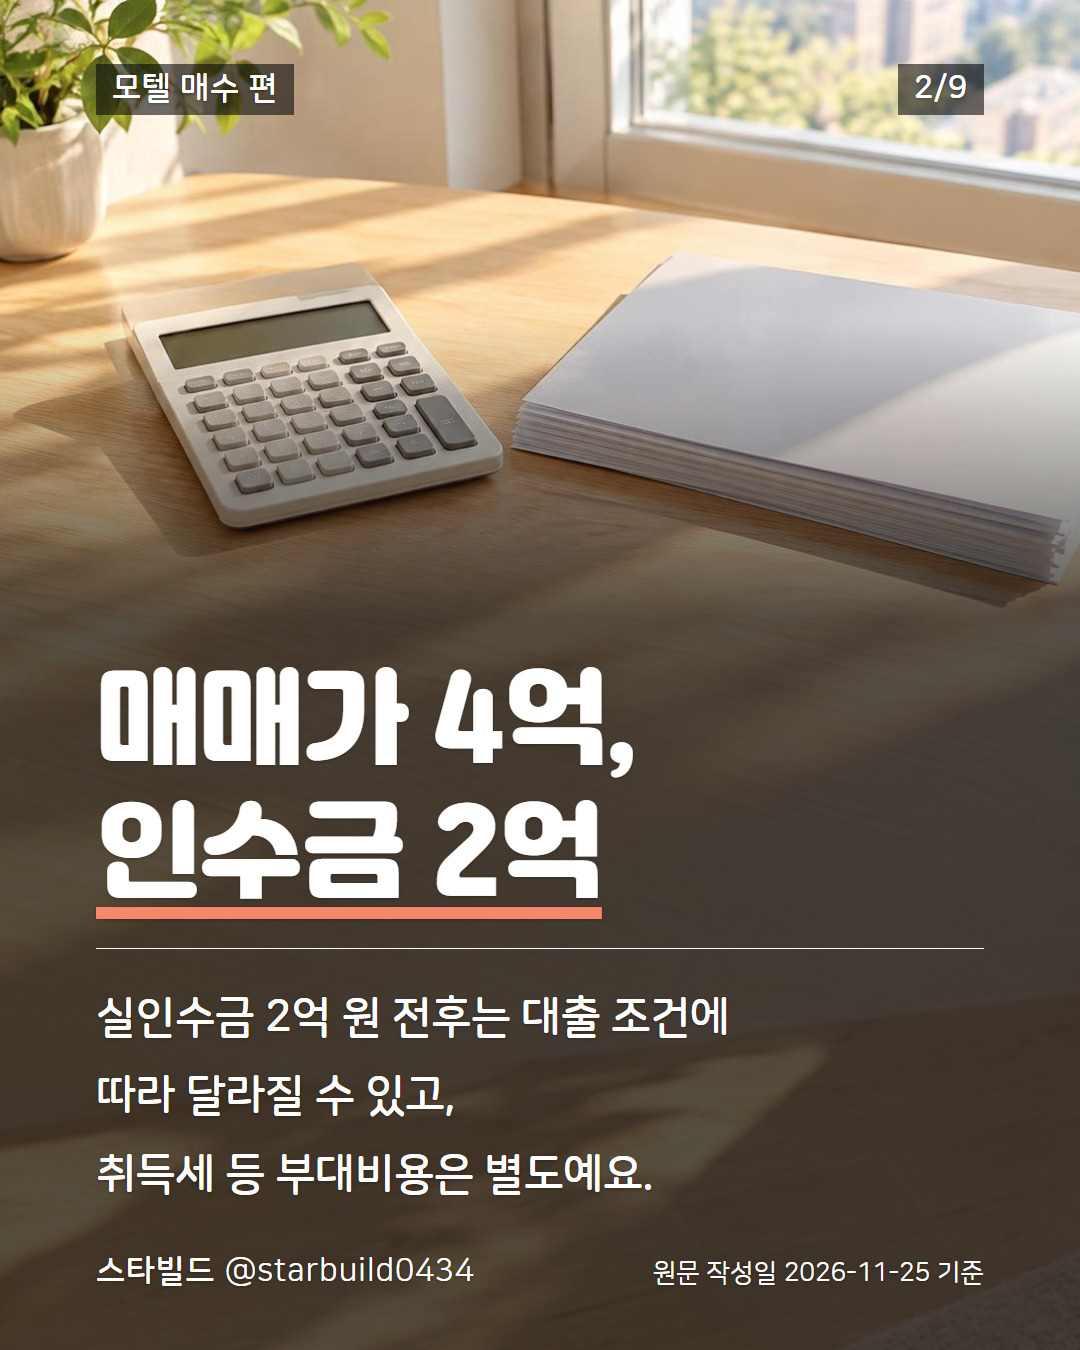 모텔 매수 편
2/9
매매가 4억,
인수금 2억
실인수금 2억 원 전후는 대출 조건에
따라 달라질 수 있고,
취득세 등 부대비용은 별도예요.
스타빌드 @starbuild0434
원문 작성일 2026-11-25 기준